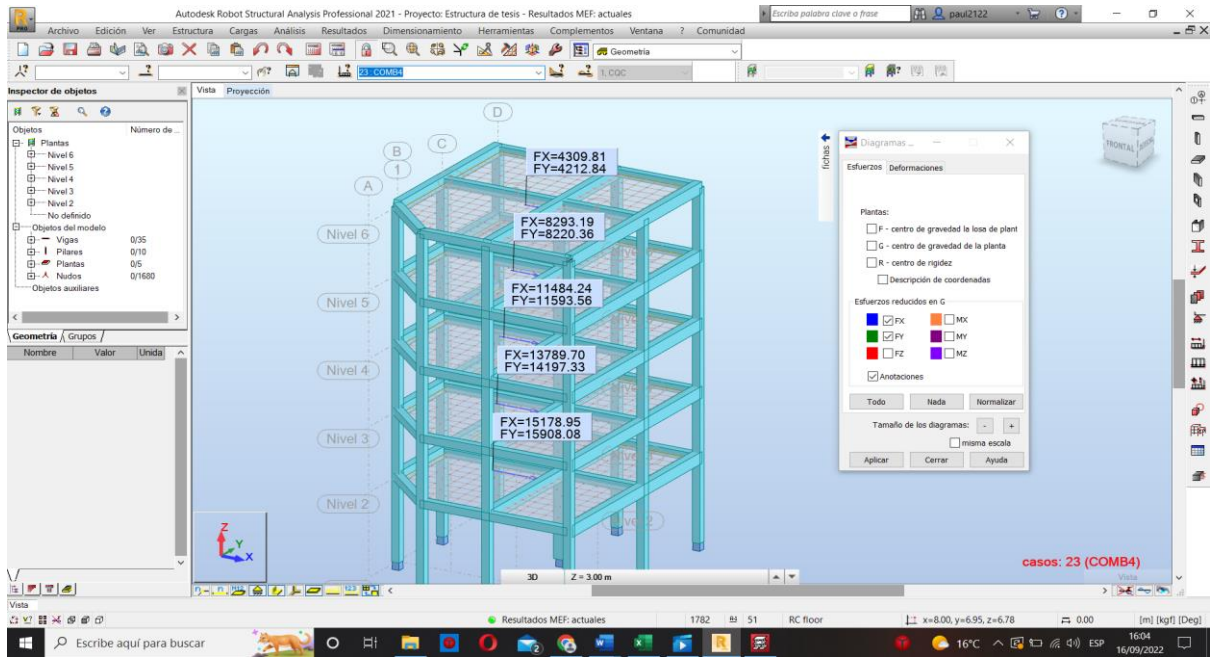 Autodesk Robot Structural Analysis Professional 2021 - Proyecto: Estructura de tesis - Resultados MEF: actuales
Escriba palabra clave o frase
paul2122
PRO
Archivo Edición Ver Estructura Cargas Análisis Resultados Dimensionamiento Herramientas Complementos Ventana ? Comunidad
Geometria
23 : COMB4
1. CQC
Inspector de objetos
Vista Proyección
Objetos Número de ...
Plantas
Nivel 6
Nivel 5
Nivel 4
Nivel 3
Nivel 2
No definido
Objetos del modelo
Vigas 0/35
Pilares 0/10
Plantas 0/5
Nudos 0/1680
Objetos auxiliares
Geometría Grupos
Nombre Valor Unida
D
C
B
1
A
FX=4309.81
FY=4212.84
Nivel 6
FX=8293.19
FY=8220.36
Nivel 5
FX=11484.24
FY=11593.56
Nivel 4
FX=13789.70
FY=14197.33
Nivel 3
FX=15178.95
FY=15908.08
Nivel 2
Z
Y
X
3D Z = 3.00 m
FRONTAL
fichas
Diagramas ...
Esfuerzos Deformaciones
Plantas:
F - centro de gravedad la losa de plant
G - centro de gravedad de la planta
R - centro de rigidez
Descripción de coordenadas
Esfuerzos reducidos en G
FX MX
FY MY
FZ MZ
Anotaciones
Todo Nada Normalizar
Tamaño de los diagramas: - +
misma escala
Aplicar Cerrar Ayuda
casos: 23 (COMB4)
Vista
Vista
Resultados MEF: actuales 1782 51 RC floor x=8.00, y=6.95, z=6.78 0.00 [m] [kgf] [Deg]
Escribe aquí para buscar
16°C ESP
16:04
16/09/2022